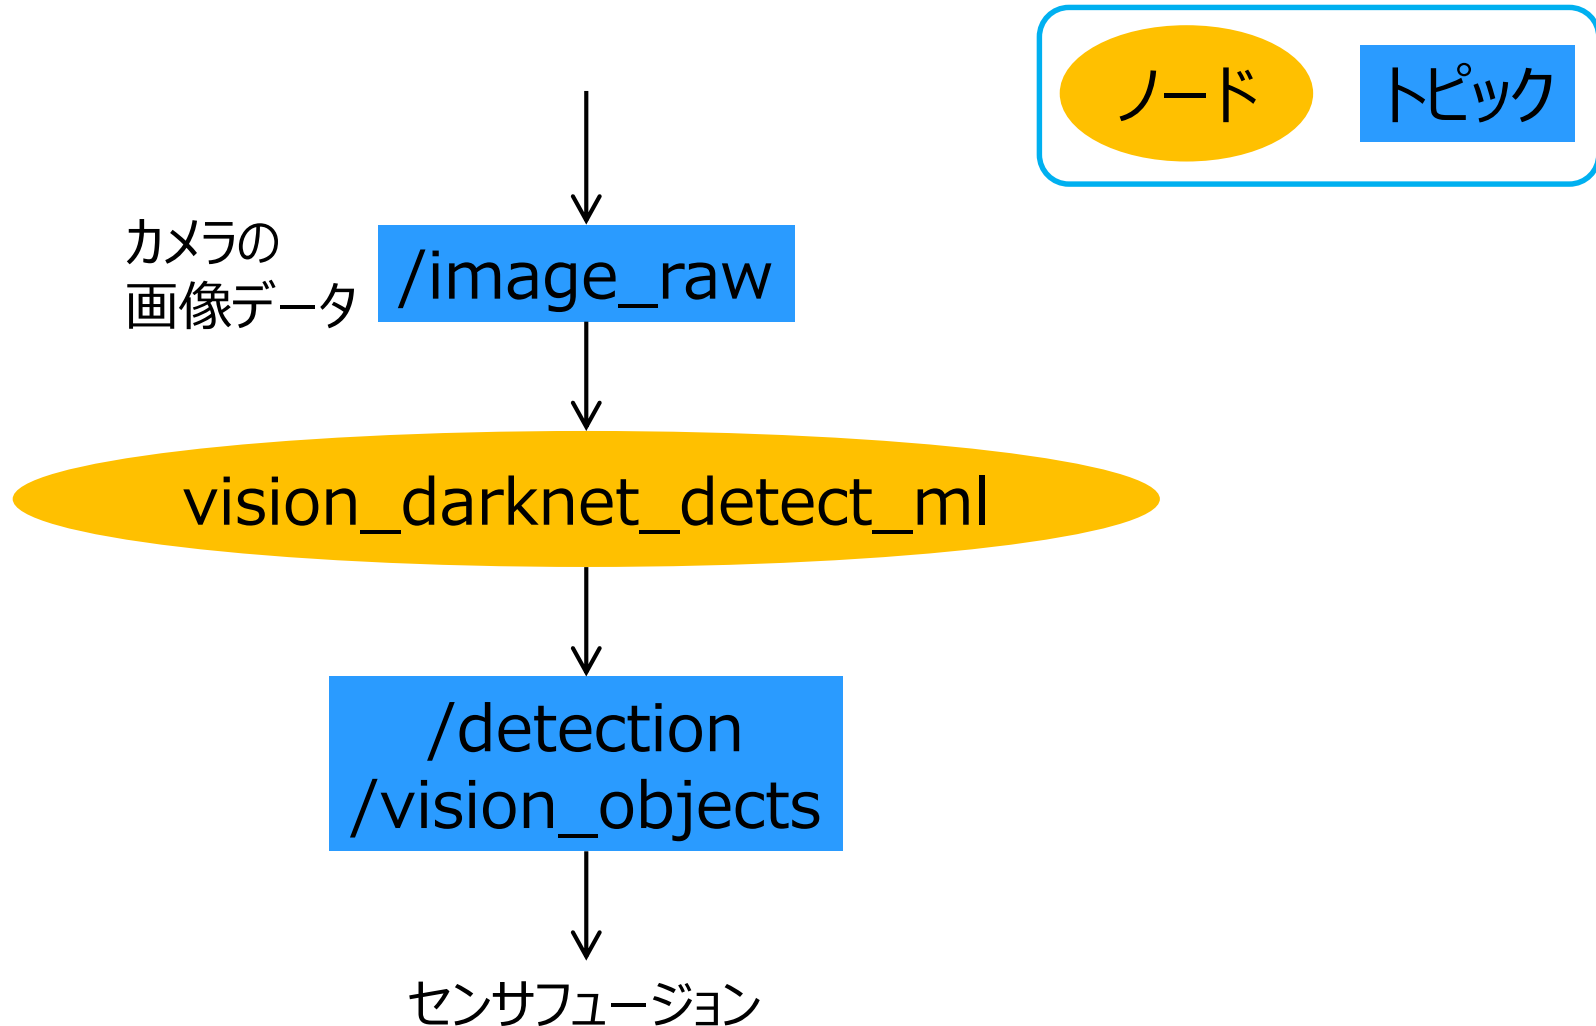 ノード
トピック
カメラの
画像データ
/image_raw
vision_darknet_detect_ml
/detection
/vision_objects
センサフュージョン